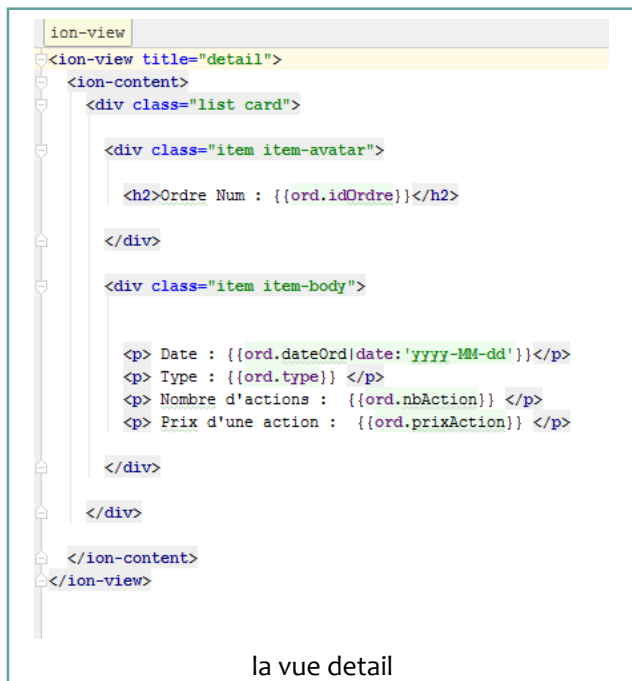 ion-view
<ion-view title="detail">
<ion-content>
<div class="list card">
<div class="item item-avatar">
<h2>Ordre Num : {{ord.idOrdre}}</h2>
</div>
<div class="item item-body">
<p> Date : {{ord.dateOrd|date:'yyyy-MM-dd'}}</p>
<p> Type : {{ord.type}} </p>
<p> Nombre d'actions :  {{ord.nbAction}} </p>
<p> Prix d'une action :  {{ord.prixAction}} </p>
</div>
</div>
</ion-content>
</ion-view>
la vue detail